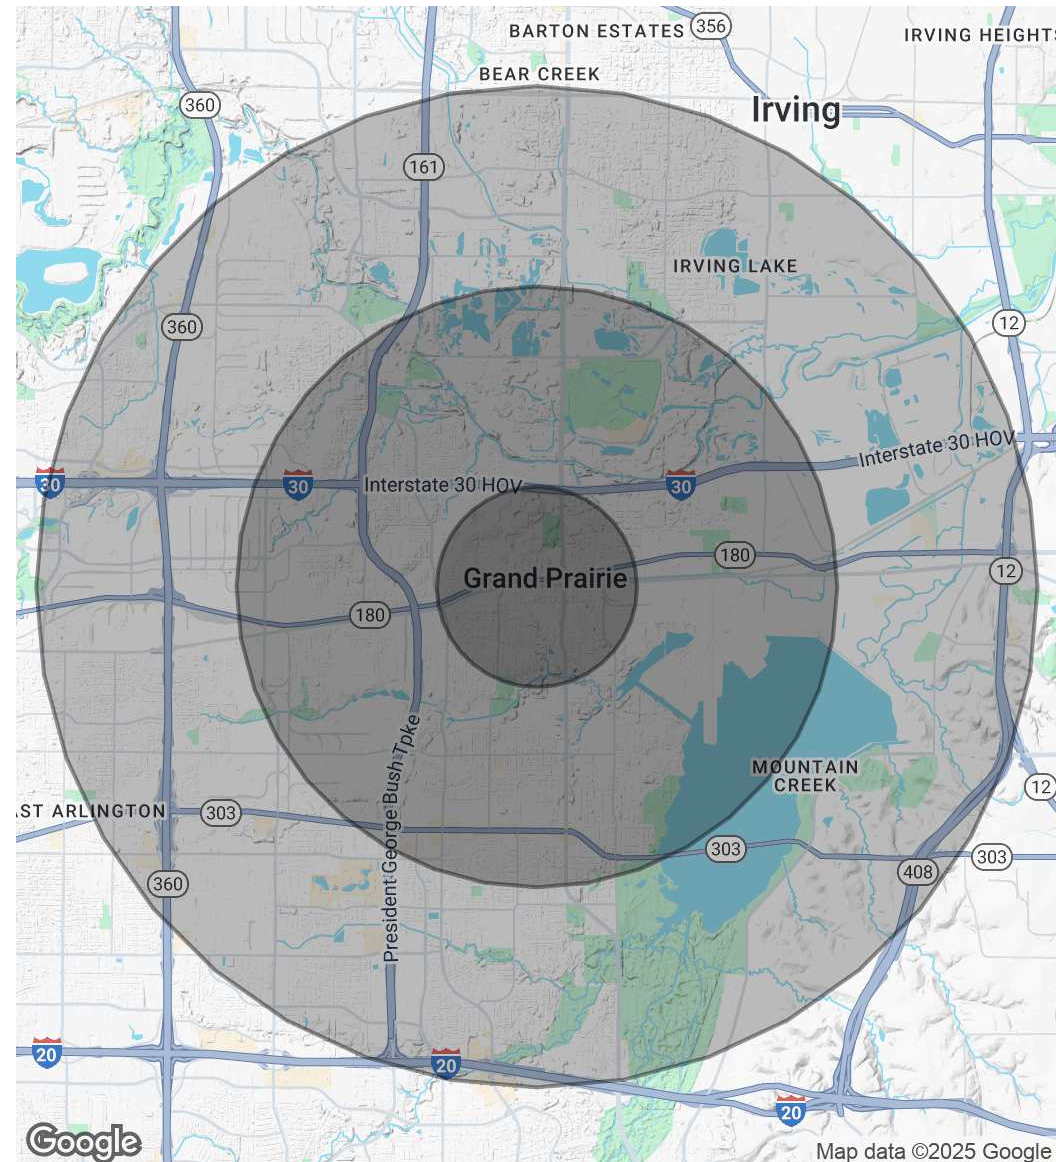 BARTON ESTATES
356
IRVING HEIGHTS
BEAR CREEK
360
Irving
161
IRVING LAKE
360
12
Interstate 30 HOV
30
30
Interstate 30 HOV
30
180
Grand Prairie
12
180
President George Bush Tpke
MOUNTAIN
CREEK
12
AST ARLINGTON
303
303
303
360
408
20
20
20
Google
Map data ©2025 Google